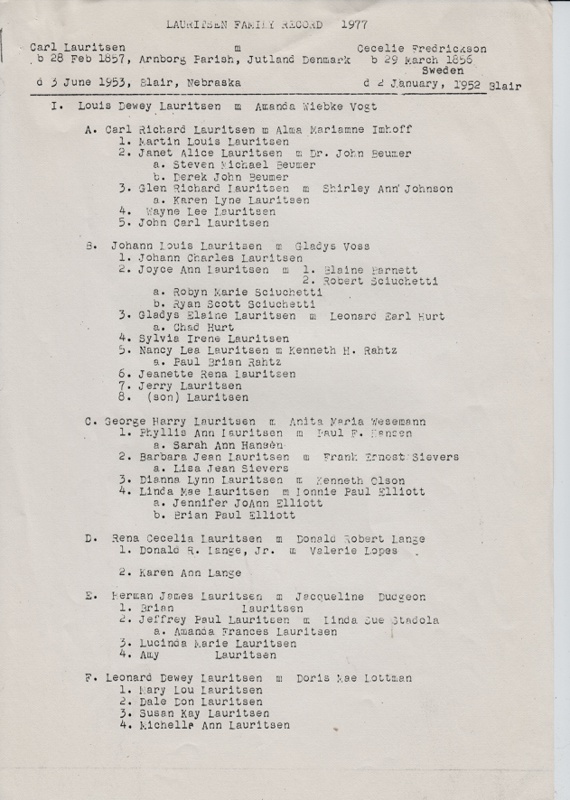 LAURITSEN FAMILY RECORD 1977
Carl Lauritsen m Cecelie Fredrickson
b 28 Feb 1857, Arnborg Parish, Jutland Denmark b 29 March 1856
Sweden
d 3 June 1953, Blair, Nebraska d 2 January, 1952 Blair
I. Louis Dewey Lauritsen m Amanda Wiebke Vogt
A. Carl Richard Lauritsen m Alma Mariamne Imhoff
1. Martin Louis Lauritsen
2. Janet Alice Lauritsen m Dr. John Beumer
a. Steven Michael Beumer
b. Derek John Beumer
3. Glen Richard Lauritsen m Shirley Ann Johnson
a. Karen Lyne Lauritsen
4. Wayne Lee Lauritsen
5. John Carl Lauritsen
B. Johann Louis Lauritsen m Gladys Voss
1. Johann Charles Lauritsen
2. Joyce Ann Lauritsen m 1. Blaine Barnett
2. Robert Sciuchetti
a. Robyn Marie Sciuchetti
b. Ryan Scott Sciuchetti
3. Gladys Elaine Lauritsen m Leonard Earl Hurt
a. Chad Hurt
4. Sylvia Irene Lauritsen
5. Nancy Lea Lauritsen m Kenneth H. Rahtz
a. Paul Brian Rahtz
6. Jeanette Rena Lauritsen
7. Jerry Lauritsen
8. (son) Lauritsen
C. George Harry Lauritsen m Anita Maria Wesemann
1. Phyllis Ann Lauritsen m Paul F. Hansen
a. Sarah Ann Hansen
2. Barbara Jean Lauritsen m Frank Ernest Sievers
a. Lisa Jean Sievers
3. Dianna Lynn Lauritsen m Kenneth Olson
4. Linda Mae Lauritsen m Lonnie Paul Elliott
a. Jennifer JoAnn Elliott
b. Brian Paul Elliott
D. Rena Cecelia Lauritsen m Donald Robert Lange
1. Donald R. Lange, Jr. m Valerie Lopes
2. Karen Ann Lange
E. Herman James Lauritsen m Jacqueline Dudgeon
1. Brian Lauritsen
2. Jeffrey Paul Lauritsen m Linda Sue Stadola
a. Amanda Frances Lauritsen
3. Lucinda Marie Lauritsen
4. Amy Lauritsen
F. Leonard Dewey Lauritsen m Doris Mae Lottman
1. Mary Lou Lauritsen
2. Dale Don Lauritsen
3. Susan Kay Lauritsen
4. Michelle Ann Lauritsen